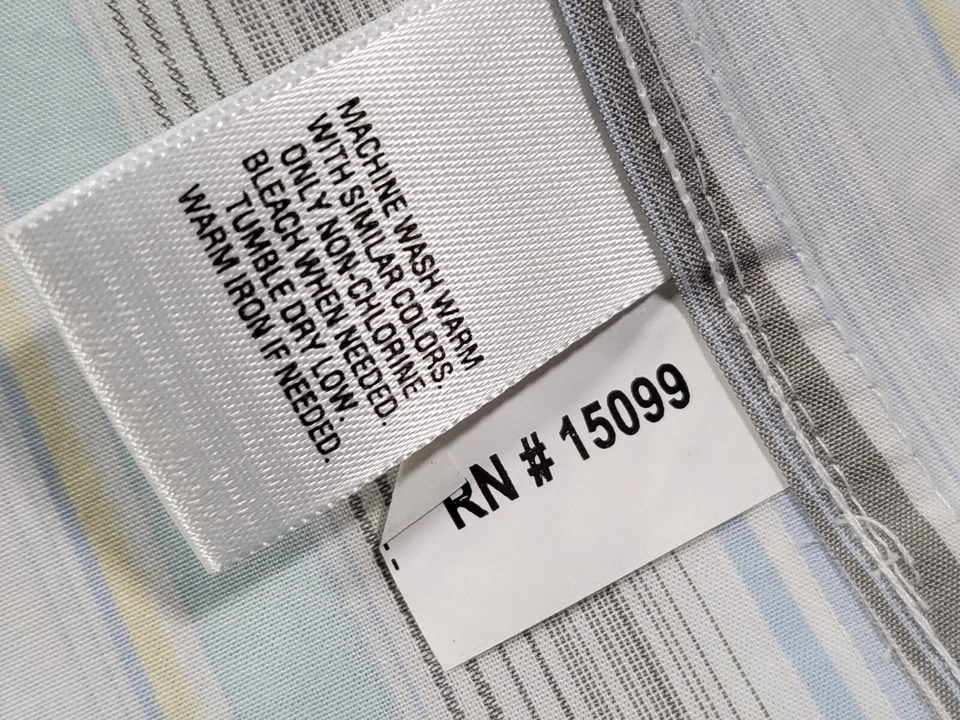 MACHINE WASH WARM
WITH SIMILAR COLORS.
ONLY NON-CHLORINE
BLEACH WHEN NEEDED.
TUMBLE DRY LOW.
WARM IRON IF NEEDED.
RN # 15099